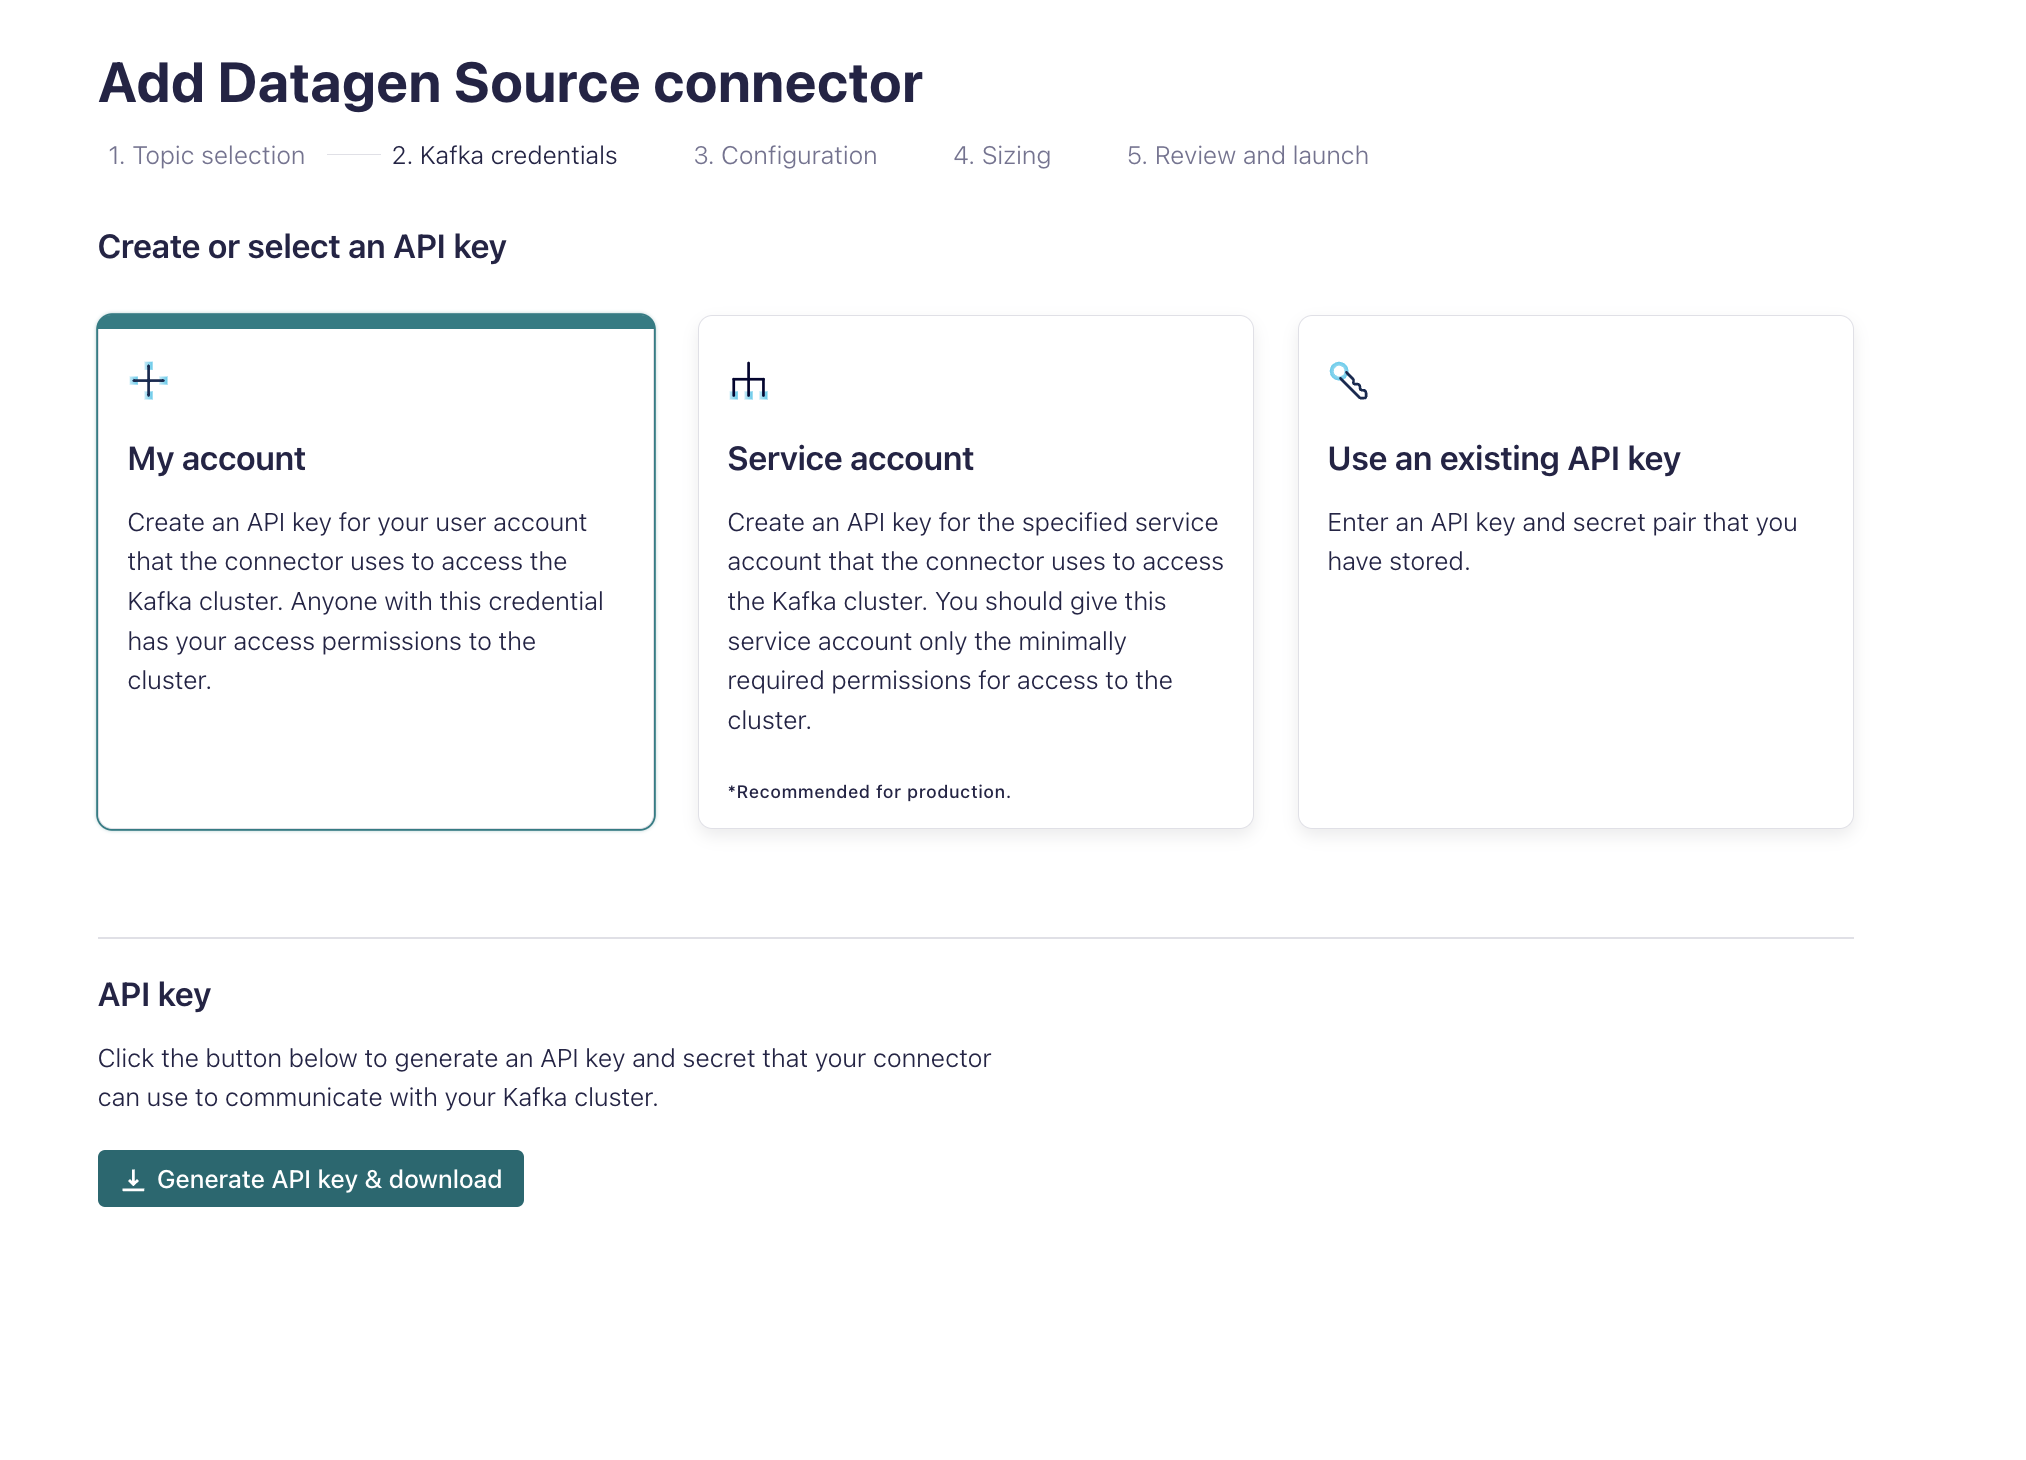 Add Datagen Source connector
1. Topic selection 2. Kafka credentials 3. Configuration 4. Sizing 5. Review and launch
Create or select an API key
My account
Create an API key for your user account
that the connector uses to access the
Kafka cluster. Anyone with this credential
has your access permissions to the
cluster.
Service account
Create an API key for the specified service
account that the connector uses to access
the Kafka cluster. You should give this
service account only the minimally
required permissions for access to the
cluster.
*Recommended for production.
Use an existing API key
Enter an API key and secret pair that you
have stored.
API key
Click the button below to generate an API key and secret that your connector
can use to communicate with your Kafka cluster.
Generate API key & download